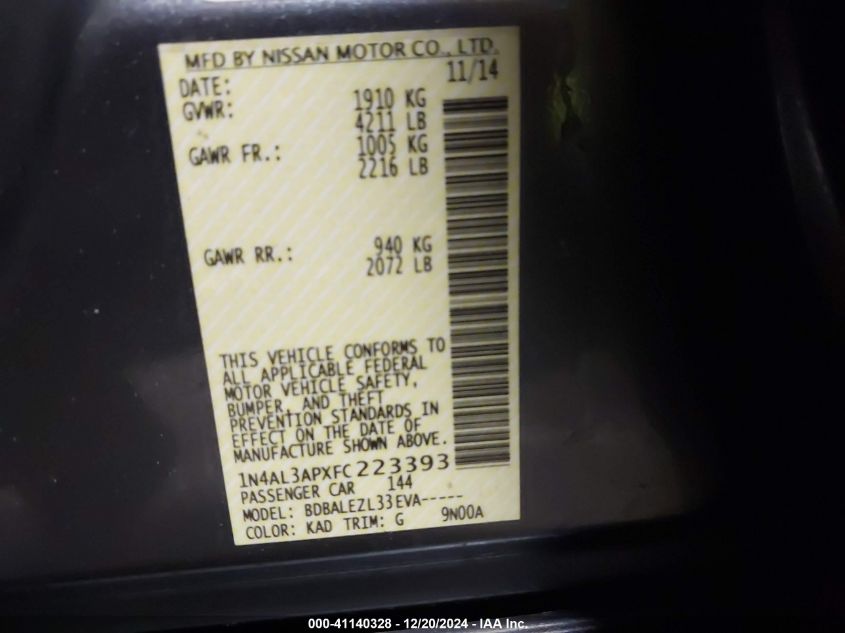 MFD BY NISSAN MOTOR CO., LTD.
DATE: 11/14
GVWR: 1910 KG
4211 LB
GAWR FR.: 1005 KG
2216 LB
GAWR RR.: 940 KG
2072 LB
THIS VEHICLE CONFORMS TO
ALL APPLICABLE FEDERAL
MOTOR VEHICLE SAFETY,
BUMPER, AND THEFT
PREVENTION STANDARDS IN
EFFECT ON THE DATE OF
MANUFACTURE SHOWN ABOVE.
1N4AL3APXFC223393
PASSENGER CAR 144
MODEL: BDBALEZL33EVA-----
COLOR: KAD TRIM: G 9N00A
000-41140328 - 12/20/2024 - IAA Inc.